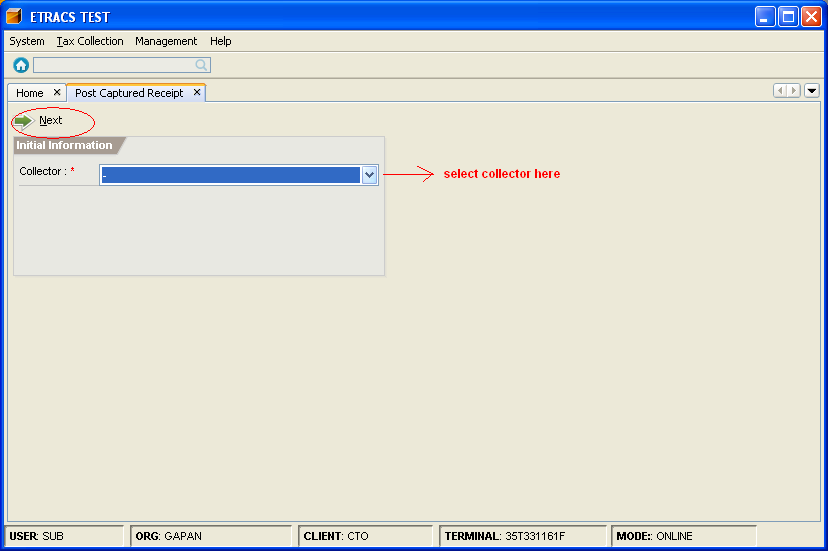 ETRACS TEST
System Tax Collection Management Help
Home Post Captured Receipt
Next
Initial Information
Collector : * - select collector here
USER: SUB ORG: GAPAN CLIENT: CTO TERMINAL: 35T331161F MODE:: ONLINE